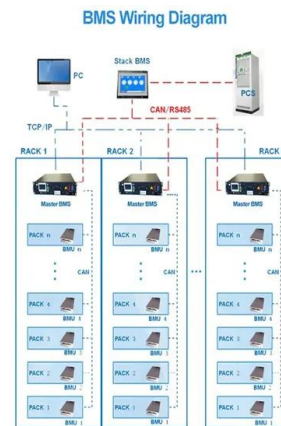 BMS Wiring Diagram
PC
Stack BMS
PCS
CAN/RS485
TCP/IP
RACK 1
RACK 2
RACK
Master BMS
Master BMS
Master BMS
PACK n
BMU n
PACK n
BMU n
PACK n
BMU n
CAN
CAN
CAN
PACK 4
BMU 4
PACK 4
BMU 4
PACK 4
BMU 4
PACK 3
BMU 3
PACK 3
BMU 3
PACK 3
BMU 3
PACK 2
BMU 2
PACK 2
BMU 2
PACK 2
BMU 2
PACK 1
BMU 1
PACK 1
BMU 1
PACK 1
BMU 1